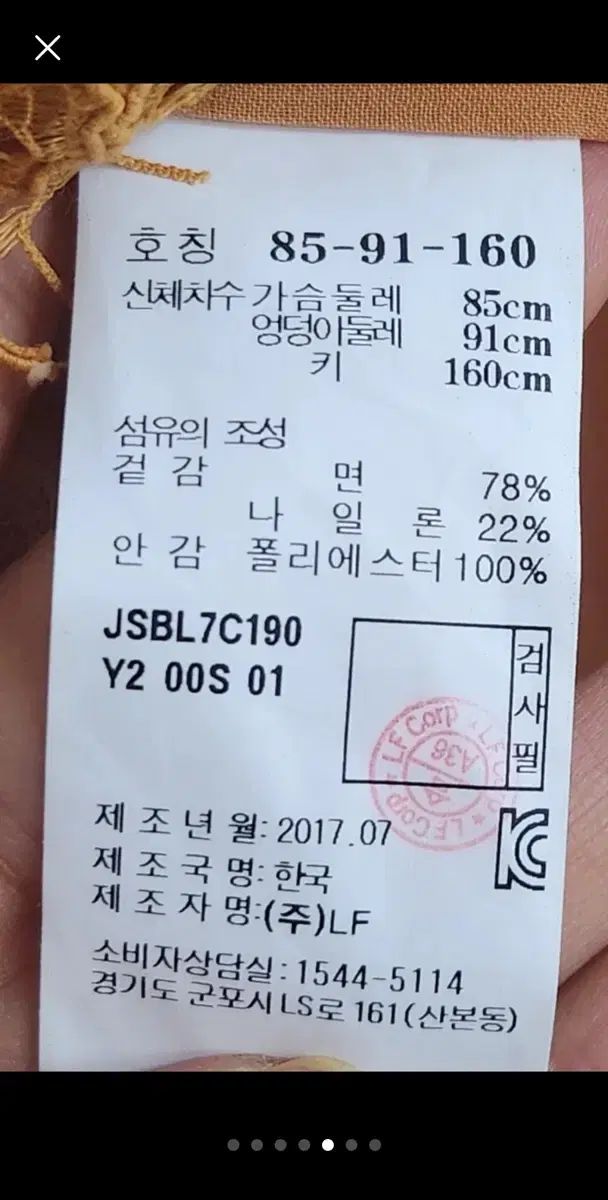 호칭 85-91-160
신체치수 가슴둘레 85cm
엉덩이둘레 91cm
키 160cm
섬유의 조성
겉감 면 78%
나일론 22%
안감 폴리에스터 100%
JSBL7C190
Y2 00S 01
검사필
LF Corp
A36
제조년월: 2017.07
제조국명: 한국
제조자명:(주)LF
소비자상담실: 1544-5114
경기도 군포시 LS로 161(산본동)